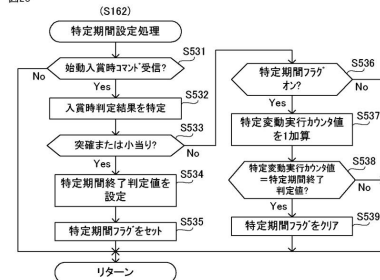 (S162)
特定期間設定処理
S531
始動入賞時コマンド受信?
No
Yes
S532
入賞時判定結果を特定
S533
突確または小当り?
No
Yes
S534
特定期間終了判定値を
設定
S535
特定期間フラグをセット
リターン
S536
特定期間フラグ
オン?
No
Yes
S537
特定変動実行カウンタ値
を1加算
S538
特定変動実行カウンタ値
=特定期間終了
判定値?
No
Yes
S539
特定期間フラグをクリア